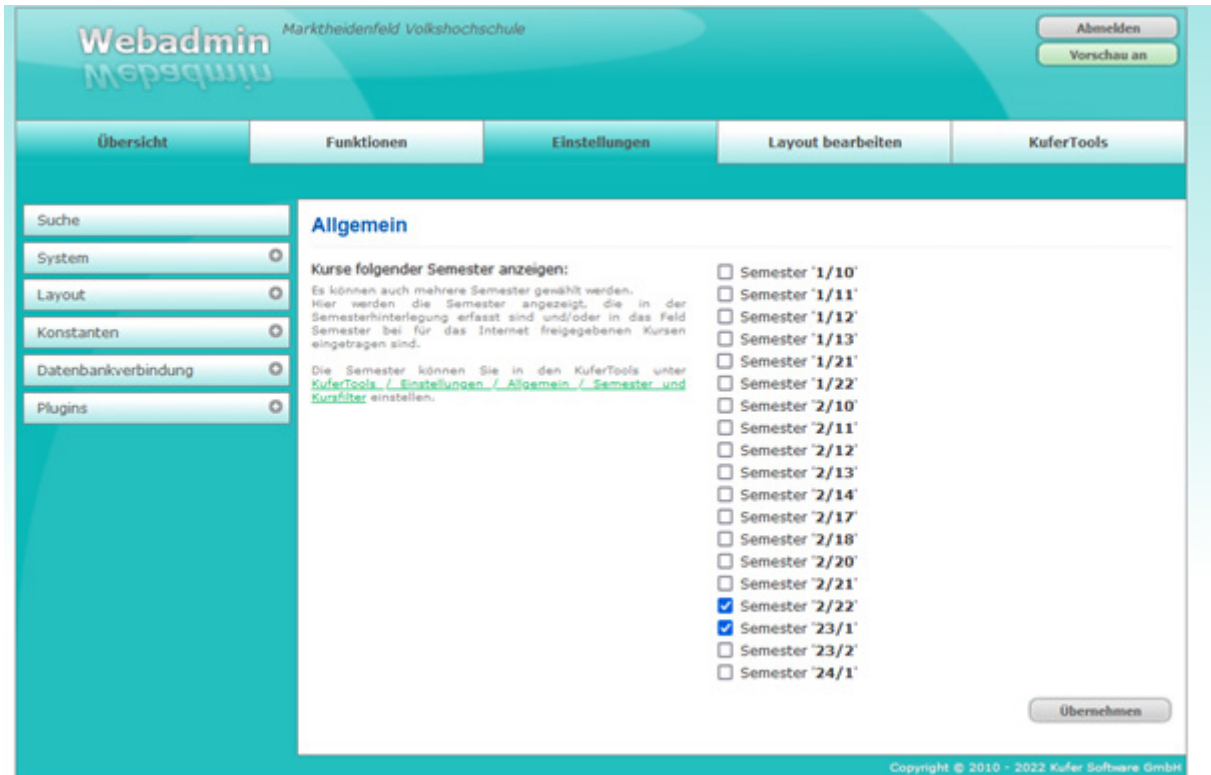 Webadmin
Marktheidenfeld Volkshochschule
Abmelden
Vorschau an
Übersicht
Funktionen
Einstellungen
Layout bearbeiten
KuferTools
Suche
System
Layout
Konstanten
Datenbankverbindung
Plugins
Allgemein
Kurse folgender Semester anzeigen:
Es können auch mehrere Semester gewählt werden.
Hier werden die Semester angezeigt, die in der
Semesterhinterlegung erfasst sind und/oder in das Feld
Semester bei für das Internet freigegebenen Kursen
eingetragen sind.
Die Semester können Sie in den KuferTools unter
KuferTools / Einstellungen / Allgemein / Semester und
Kursfilter einstellen.
Semester '1/10'
Semester '1/11'
Semester '1/12'
Semester '1/13'
Semester '1/21'
Semester '1/22'
Semester '2/10'
Semester '2/11'
Semester '2/12'
Semester '2/13'
Semester '2/14'
Semester '2/17'
Semester '2/18'
Semester '2/20'
Semester '2/21'
Semester '2/22'
Semester '23/1'
Semester '23/2'
Semester '24/1'
Übernehmen
Copyright © 2010 - 2022 Kufer Software GmbH